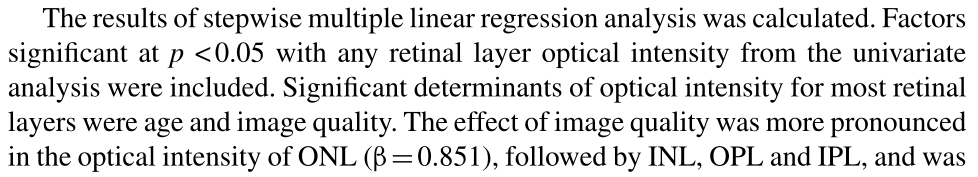 The results of stepwise multiple linear regression analysis was calculated. Factors
significant at p <0.05 with any retinal layer optical intensity from the univariate
analysis were included. Significant determinants of optical intensity for most retinal
layers were age and image quality. The effect of image quality was more pronounced
in the optical intensity of ONL (β=0.851), followed by INL, OPL and IPL, and was